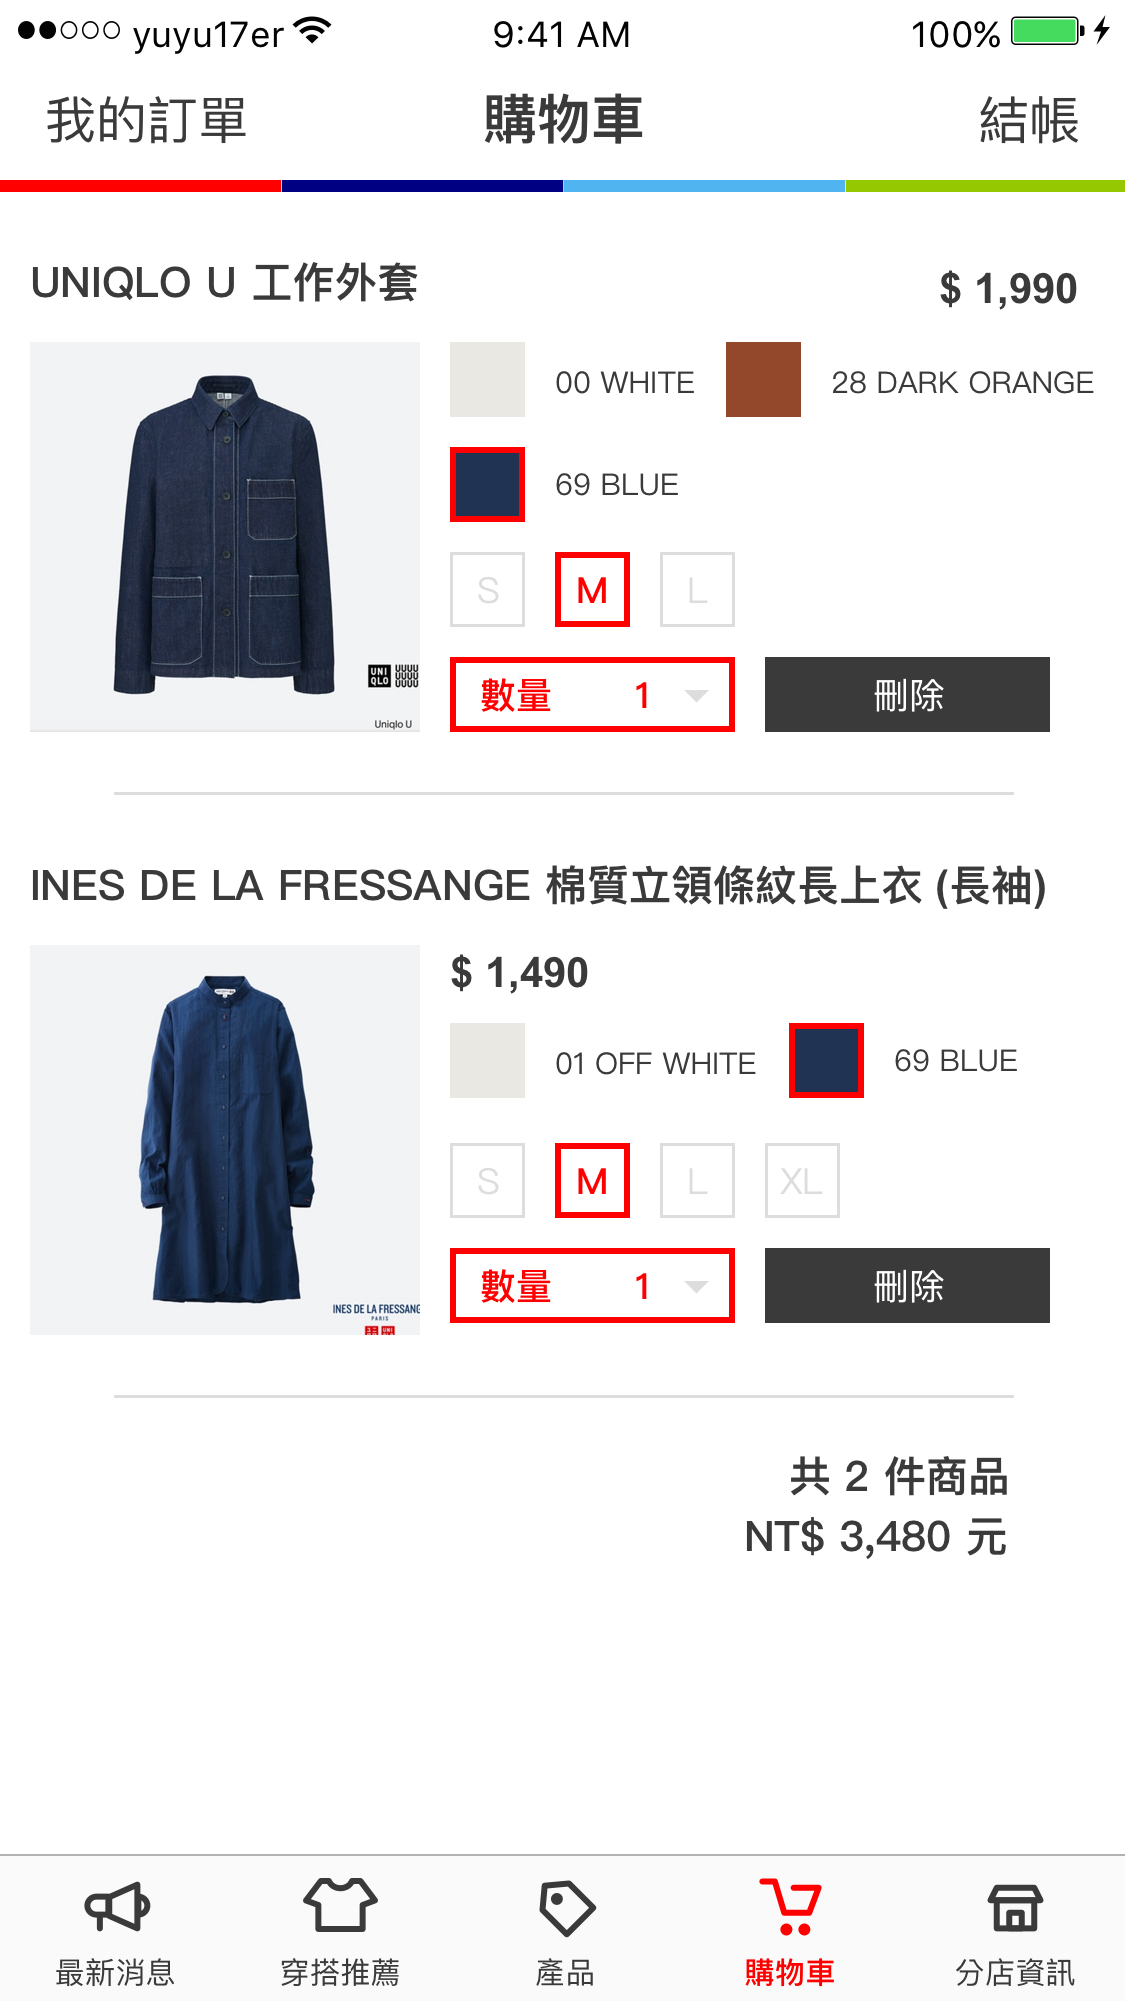 yuyu17er 9:41 AM 100%
我的訂單 購物車 結帳
UNIQLO U 工作外套 $ 1,990
00 WHITE 28 DARK ORANGE
69 BLUE
S M L
數量 1 刪除
UNI
QLO
UUUU
UUUU
UUUU
Uniqlo U
INES DE LA FRESSANGE 棉質立領條紋長上衣 (長袖)
$ 1,490
01 OFF WHITE 69 BLUE
S M L XL
數量 1 刪除
INES DE LA FRESSANG
PARIS
共 2 件商品
NT$ 3,480 元
最新消息 穿搭推薦 產品 購物車 分店資訊